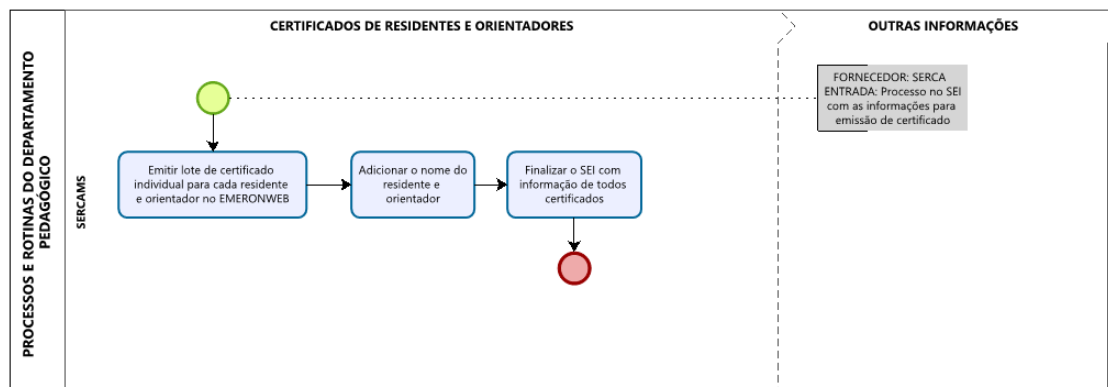 PROCESSOS E ROTINAS DO DEPARTAMENTO
PEDAGÓGICO
SERCAMS
CERTIFICADOS DE RESIDENTES E ORIENTADORES
OUTRAS INFORMAÇÕES
FORNECEDOR: SERCA
ENTRADA: Processo no SEI
com as informações para
emissão de certificado
Emitir lote de certificado
individual para cada residente
e orientador no EMERONWEB
Adicionar o nome do
residente e
orientador
Finalizar o SEI com
informação de todos
certificados